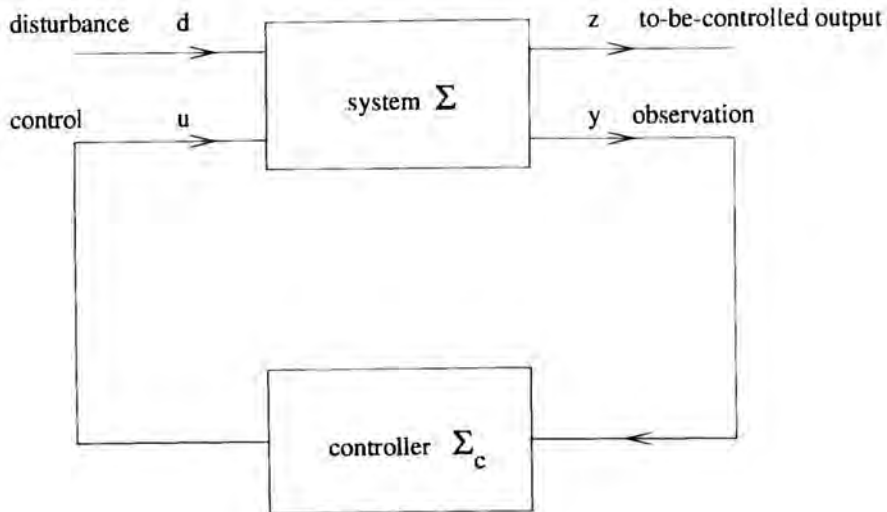 disturbance d
z to-be-controlled output
system Σ
control u
y observation
controller Σc